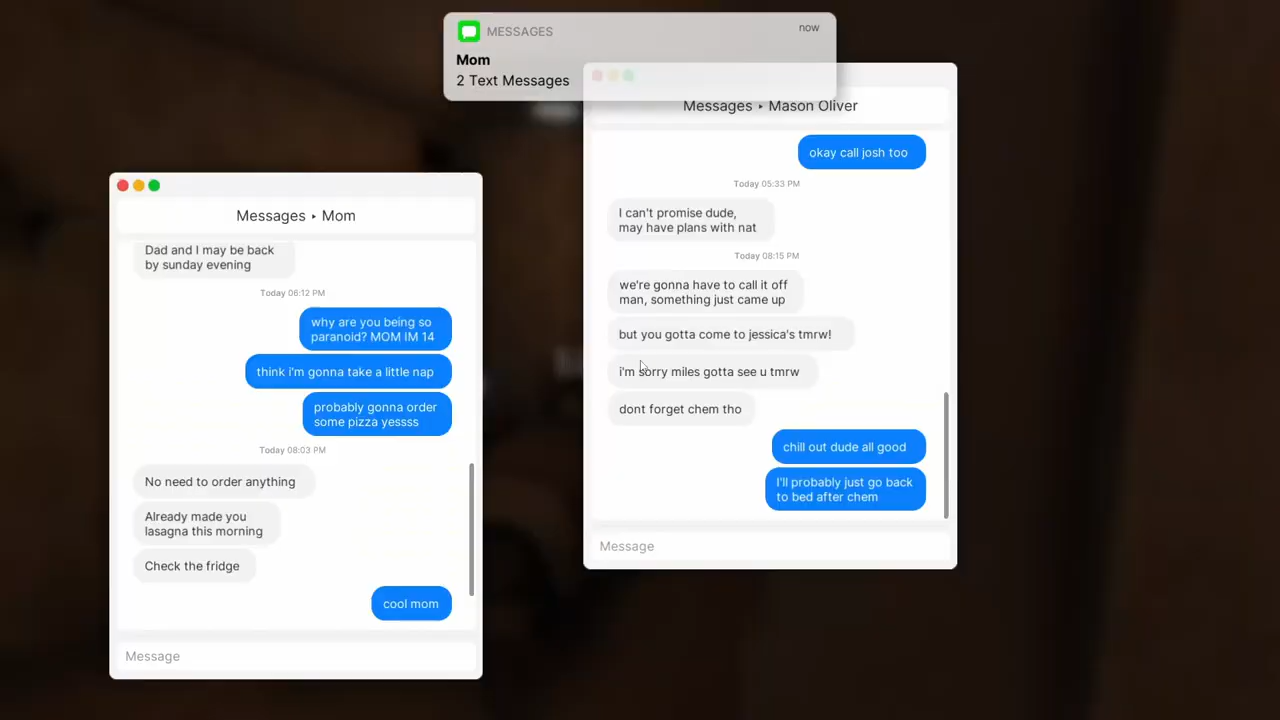 MESSAGES
now
Mom
2 Text Messages
Messages ‣ Mom
Dad and I may be back
by sunday evening
Today 06:12 PM
why are you being so
paranoid? MOM IM 14
think i'm gonna take a little nap
probably gonna order
some pizza yessss
Today 08:03 PM
No need to order anything
Already made you
lasagna this morning
Check the fridge
cool mom
Message
Messages ‣ Mason Oliver
okay call josh too
Today 05:33 PM
I can't promise dude,
may have plans with nat
Today 08:15 PM
we're gonna have to call it off
man, something just came up
but you gotta come to jessica's tmrw!
i'm sorry miles gotta see u tmrw
dont forget chem tho
chill out dude all good
I'll probably just go back
to bed after chem
Message